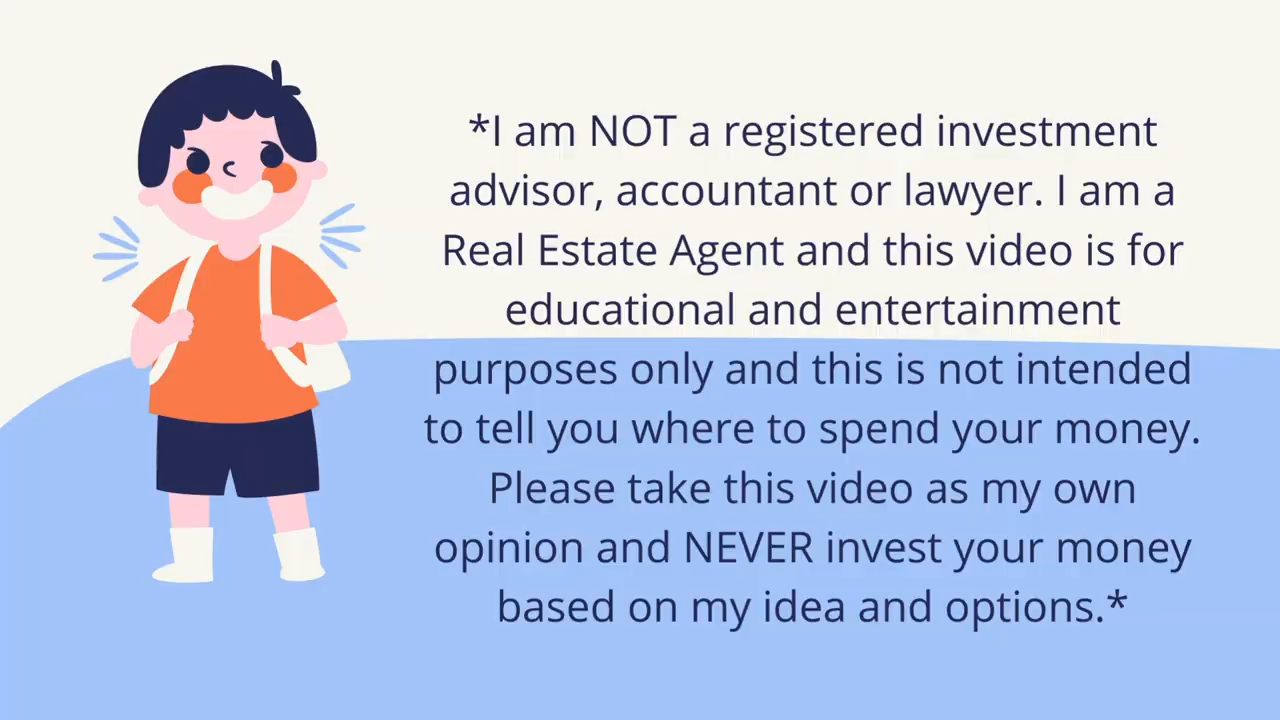 *I am NOT a registered investment
advisor, accountant or lawyer. I am a
Real Estate Agent and this video is for
educational and entertainment
purposes only and this is not intended
to tell you where to spend your money.
Please take this video as my own
opinion and NEVER invest your money
based on my idea and options.*